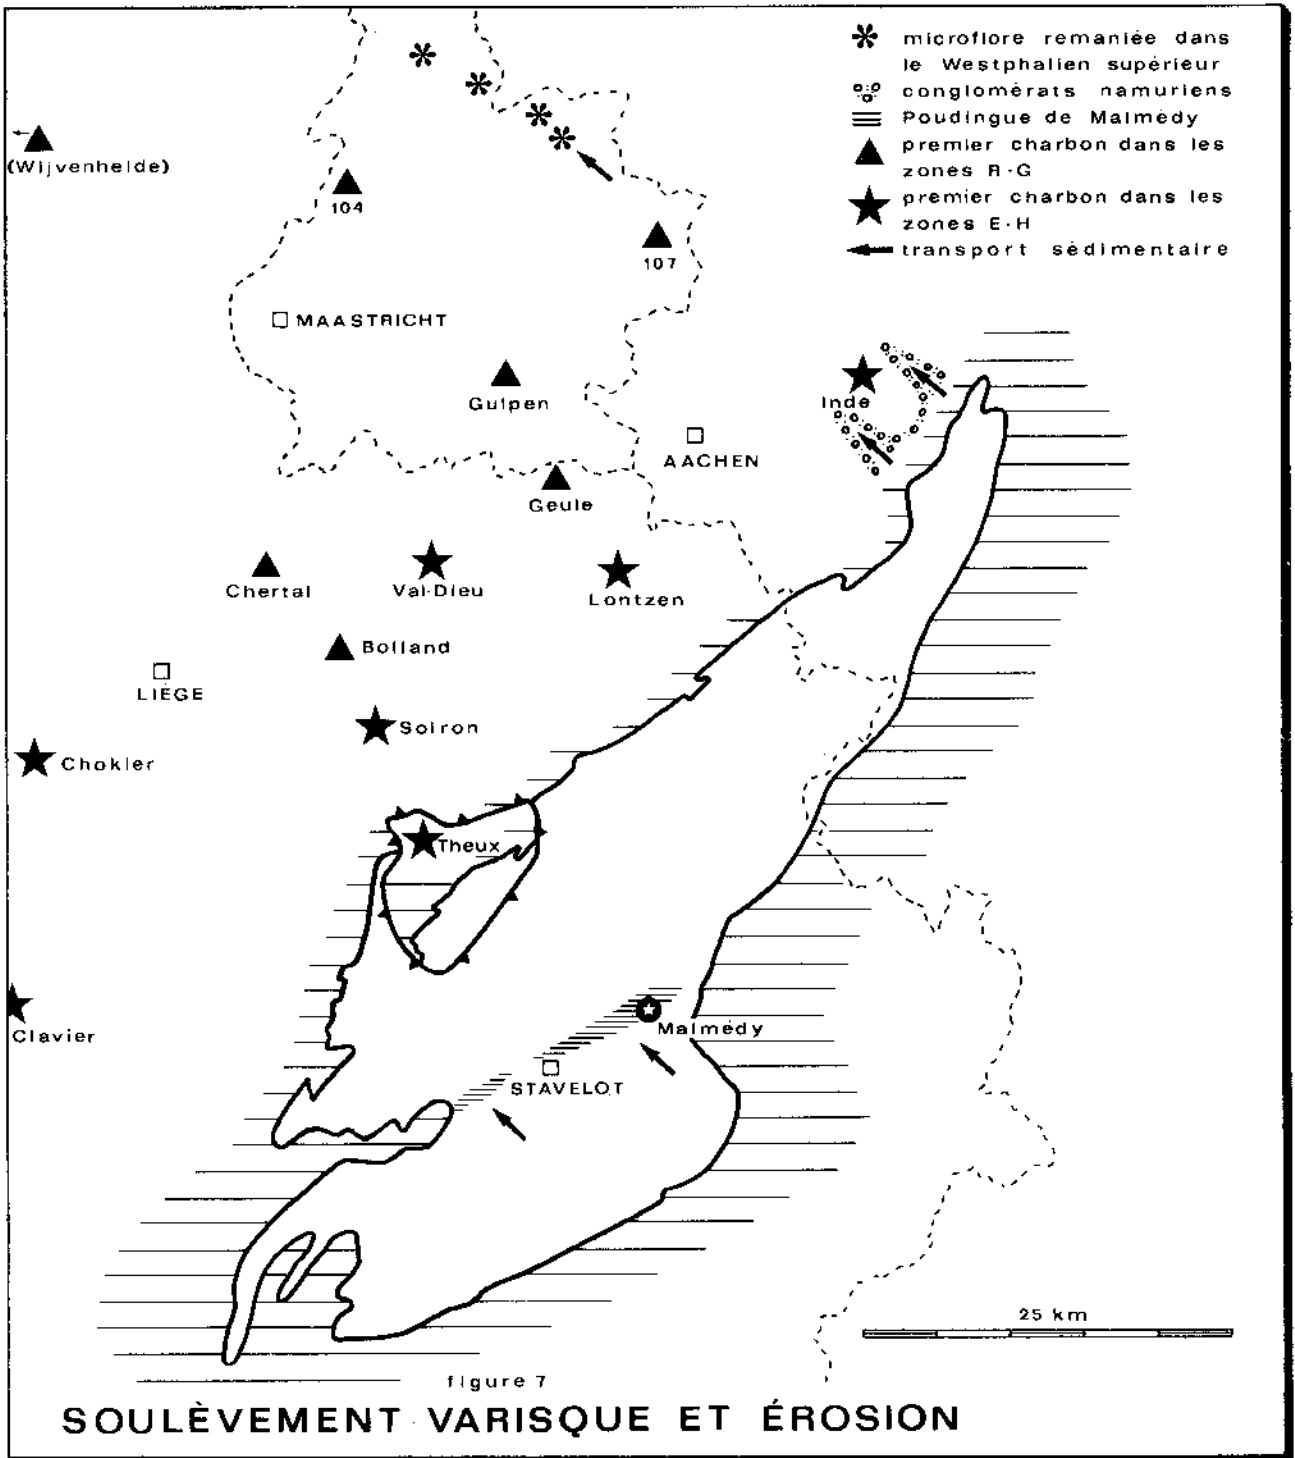 microflore remaniée dans
le Westphalien supérieur
conglomérats namuriens
Poudingue de Malmédy
premier charbon dans les
zones R-G
premier charbon dans les
zones E-H
transport sédimentaire
(Wijvenheide)
104
107
MAASTRICHT
Gulpen
Inde
AACHEN
Geule
Chertal
Val-Dieu
Lontzen
Bolland
LIÈGE
Soiron
Chokier
Theux
Clavier
Malmédy
STAVELOT
25 km
figure 7
SOULÈVEMENT VARISQUE ET ÉROSION